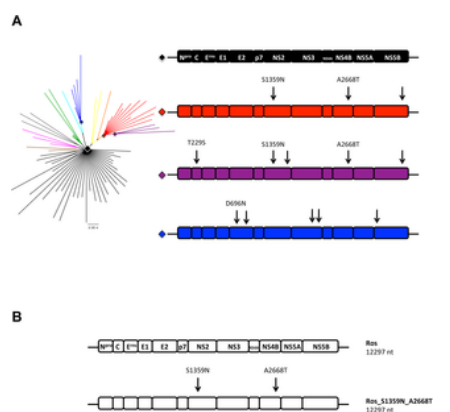 A
Npro C Erns E1 E2 p7 NS2 NS3 NS4B NS5A NS5B
S1359N A2668T
T229S S1359N A2668T
D696N
B
Npro C Erns E1 E2 p7 NS2 NS3 NS4B NS5A NS5B
Ros
12297 nt
S1359N A2668T
Ros_S1359N_A2668T
12297 nt